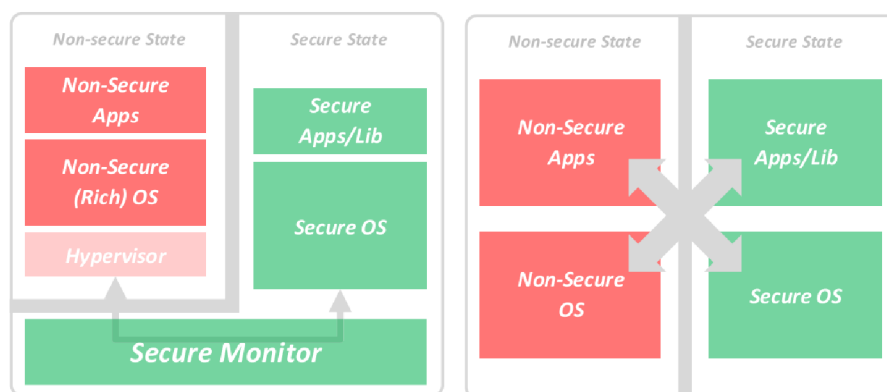 Non-secure State
Secure State
Non-Secure
Apps
Non-Secure
(Rich) OS
Hypervisor
Secure
Apps/Lib
Secure OS
Secure Monitor
Non-secure State
Secure State
Non-Secure
Apps
Secure
Apps/Lib
Non-Secure
OS
Secure OS